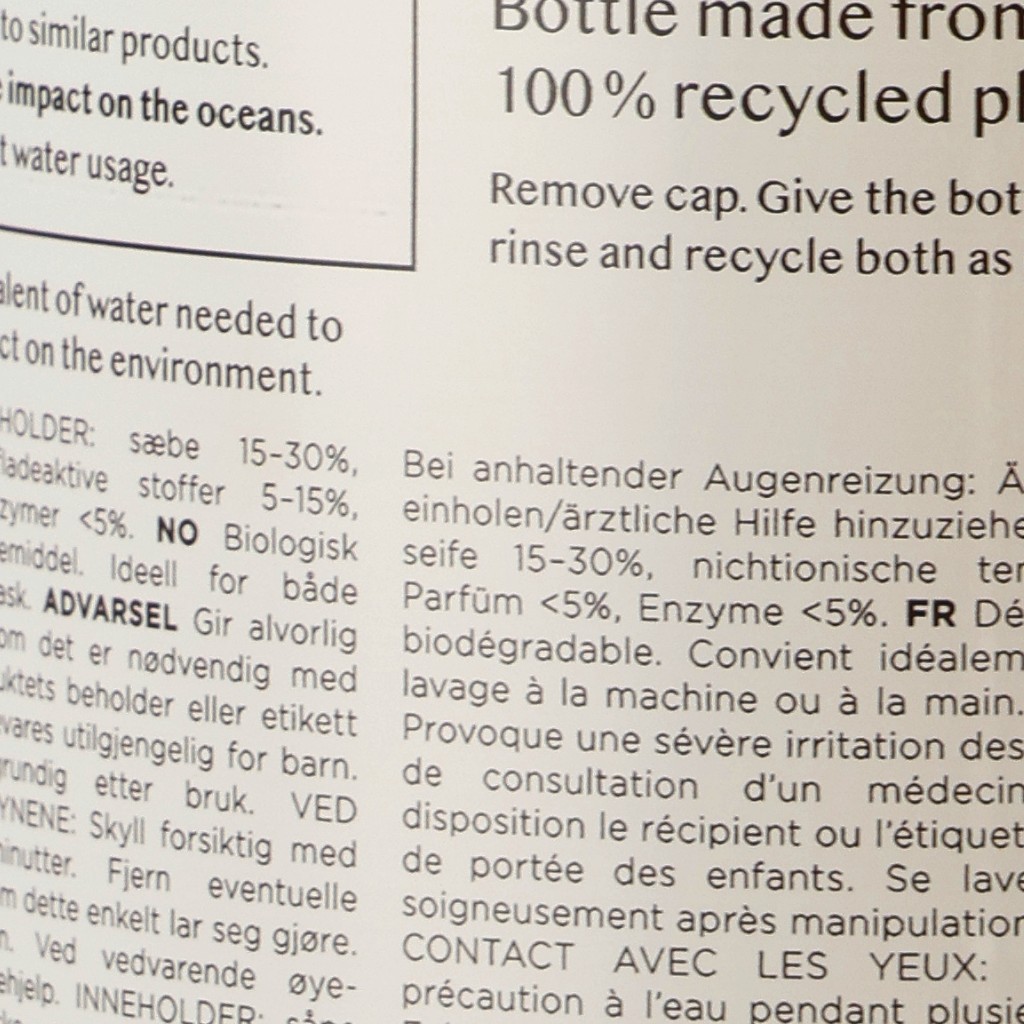 to similar products.
impact on the oceans.
water usage.
Bottle made from
100% recycled
Remove cap. Give the
rinse and recycle both as
of water needed to
on the environment.
sæbe 15-30%,
stoffer 5-15%,
<5%. NO Biologisk
Ideell for både
ADVARSEL Gir alvorlig
om det er nødvendig med
beholder eller etikett
utilgjengelig for barn.
etter bruk. VED
Skyll forsiktig med
Fjern eventuelle
dette enkelt lar seg gjøre.
Ved vedvarende øye-
INNEHOLDER:
Bei anhaltender Augenreizung:
einholen/ärztliche Hilfe
seife 15-30%, nichtionische
Parfüm <5%, Enzyme <5%. FR
biodégradable. Convient
lavage à la machine ou à la main.
Provoque une sévère irritation des
de consultation d'un médecin
disposition le récipient ou
de portée des enfants. Se
soigneusement après
CONTACT AVEC LES YEUX:
précaution à l'eau pendant